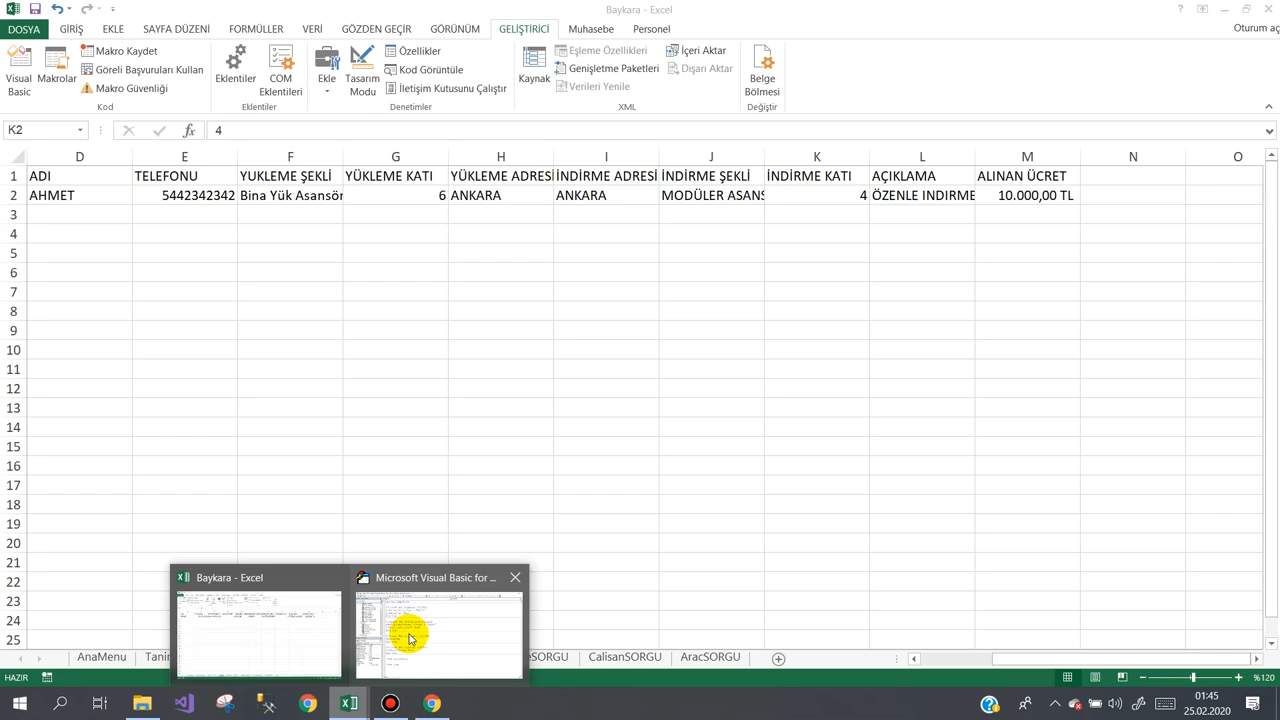 Baykara - Excel
DOSYA GİRİŞ EKLE SAYFA DÜZENİ FORMÜLLER VERİ GÖZDEN GEÇİR GÖRÜNÜM GELİŞTİRİCİ Muhasebe Personel Oturum aç
Visual Basic
Makrolar
Makro Kaydet
Göreli Başvuruları Kullan
Makro Güvenliği
Kod
Eklentiler
COM Eklentileri
Eklentiler
Ekle
Tasarım Modu
Özellikler
Kod Görüntüle
İletişim Kutusunu Çalıştır
Denetimler
Kaynak
Eşleme Özellikleri
Genişletme Paketleri
Verileri Yenile
İçeri Aktar
Dışarı Aktar
XML
Belge Bölmesi
Değiştir
K2 4
D E F G H I J K L M N O
1 ADI TELEFONU YUKLEME ŞEKLİ YÜKLEME KATI YÜKLEME ADRESİ İNDİRME ADRESİ İNDİRME ŞEKLİ İNDİRME KATI AÇIKLAMA ALINAN ÜCRET
2 AHMET 5442342342 Bina Yük Asansör 6 ANKARA ANKARA MODÜLER ASANS 4 ÖZENLE INDIRME 10.000,00 TL
3
4
5
6
7
8
9
10
11
12
13
14
15
16
17
18
19
20
21
22
23
24
25
Baykara - Excel
Microsoft Visual Basic for ...
AnaMenu SORGU CalisanSORGU AracSORGU
HAZIR %120
01:45
25.02.2020